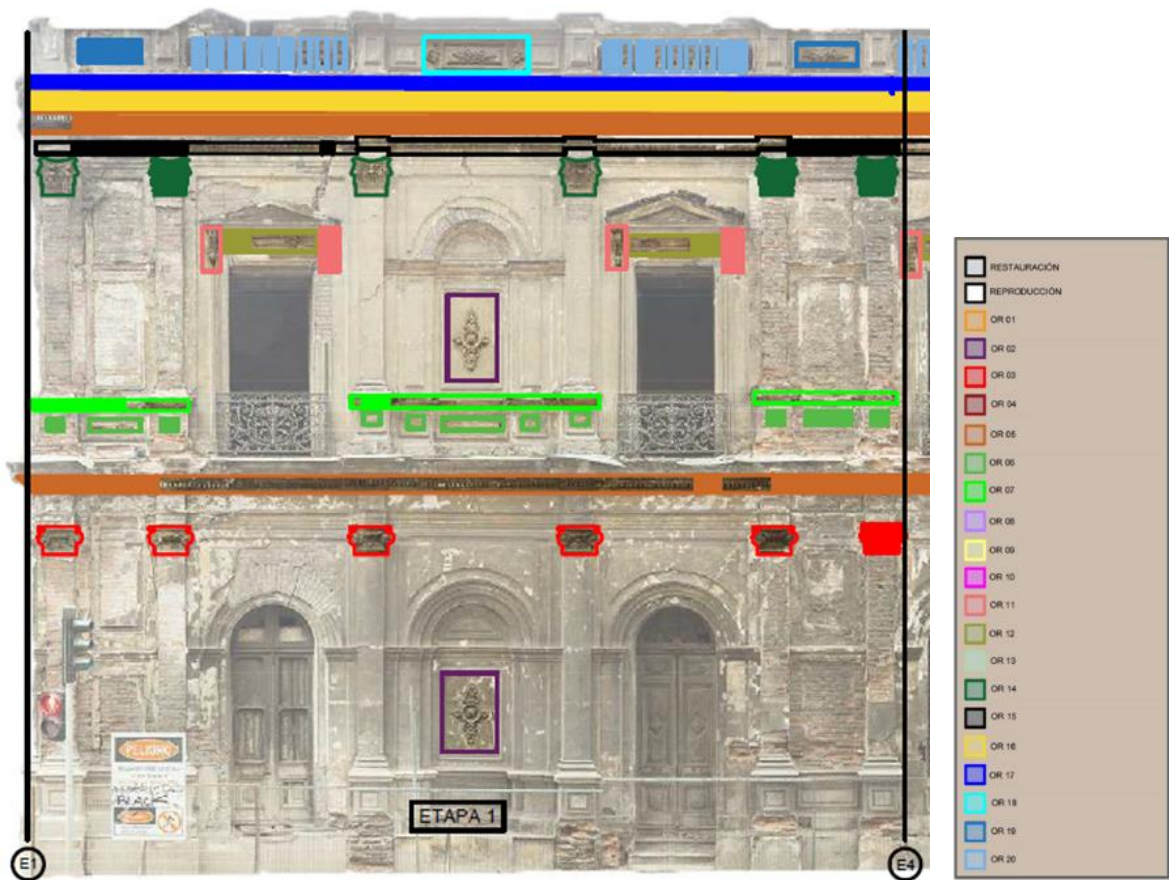 RESTAURACIÓN
REPRODUCCIÓN
OR 01
OR 02
OR 03
OR 04
OR 05
OR 06
OR 07
OR 08
OR 09
OR 10
OR 11
OR 12
OR 13
OR 14
OR 15
OR 16
OR 17
OR 18
OR 19
OR 20
PELIGRO
ETAPA 1
E1
E4